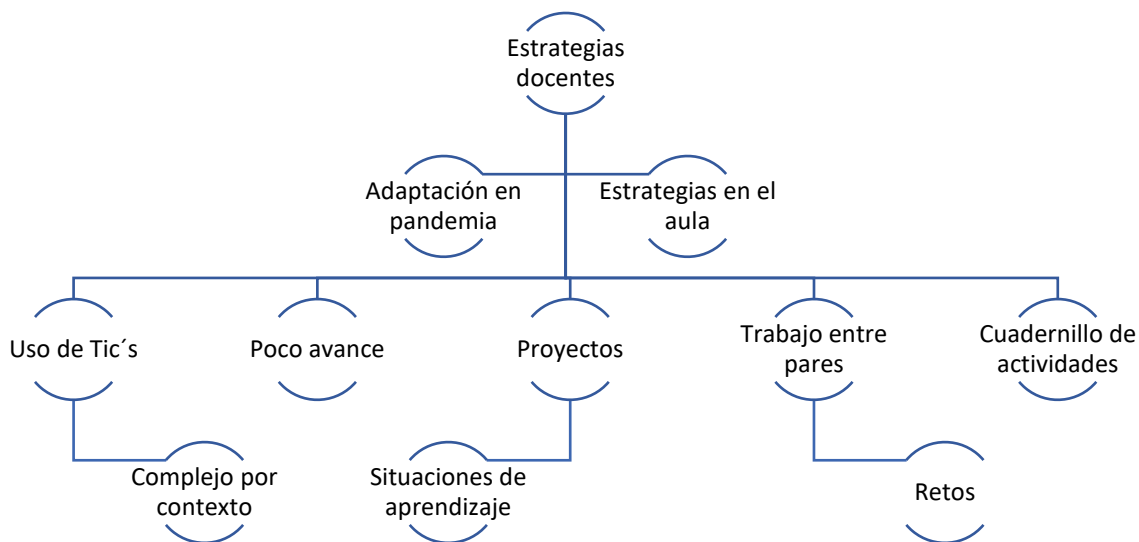 Estrategias
docentes
Adaptación en
pandemia
Estrategias en el
aula
Uso de Tic´s
Poco avance
Proyectos
Trabajo entre
pares
Cuadernillo de
actividades
Complejo por
contexto
Situaciones de
aprendizaje
Retos